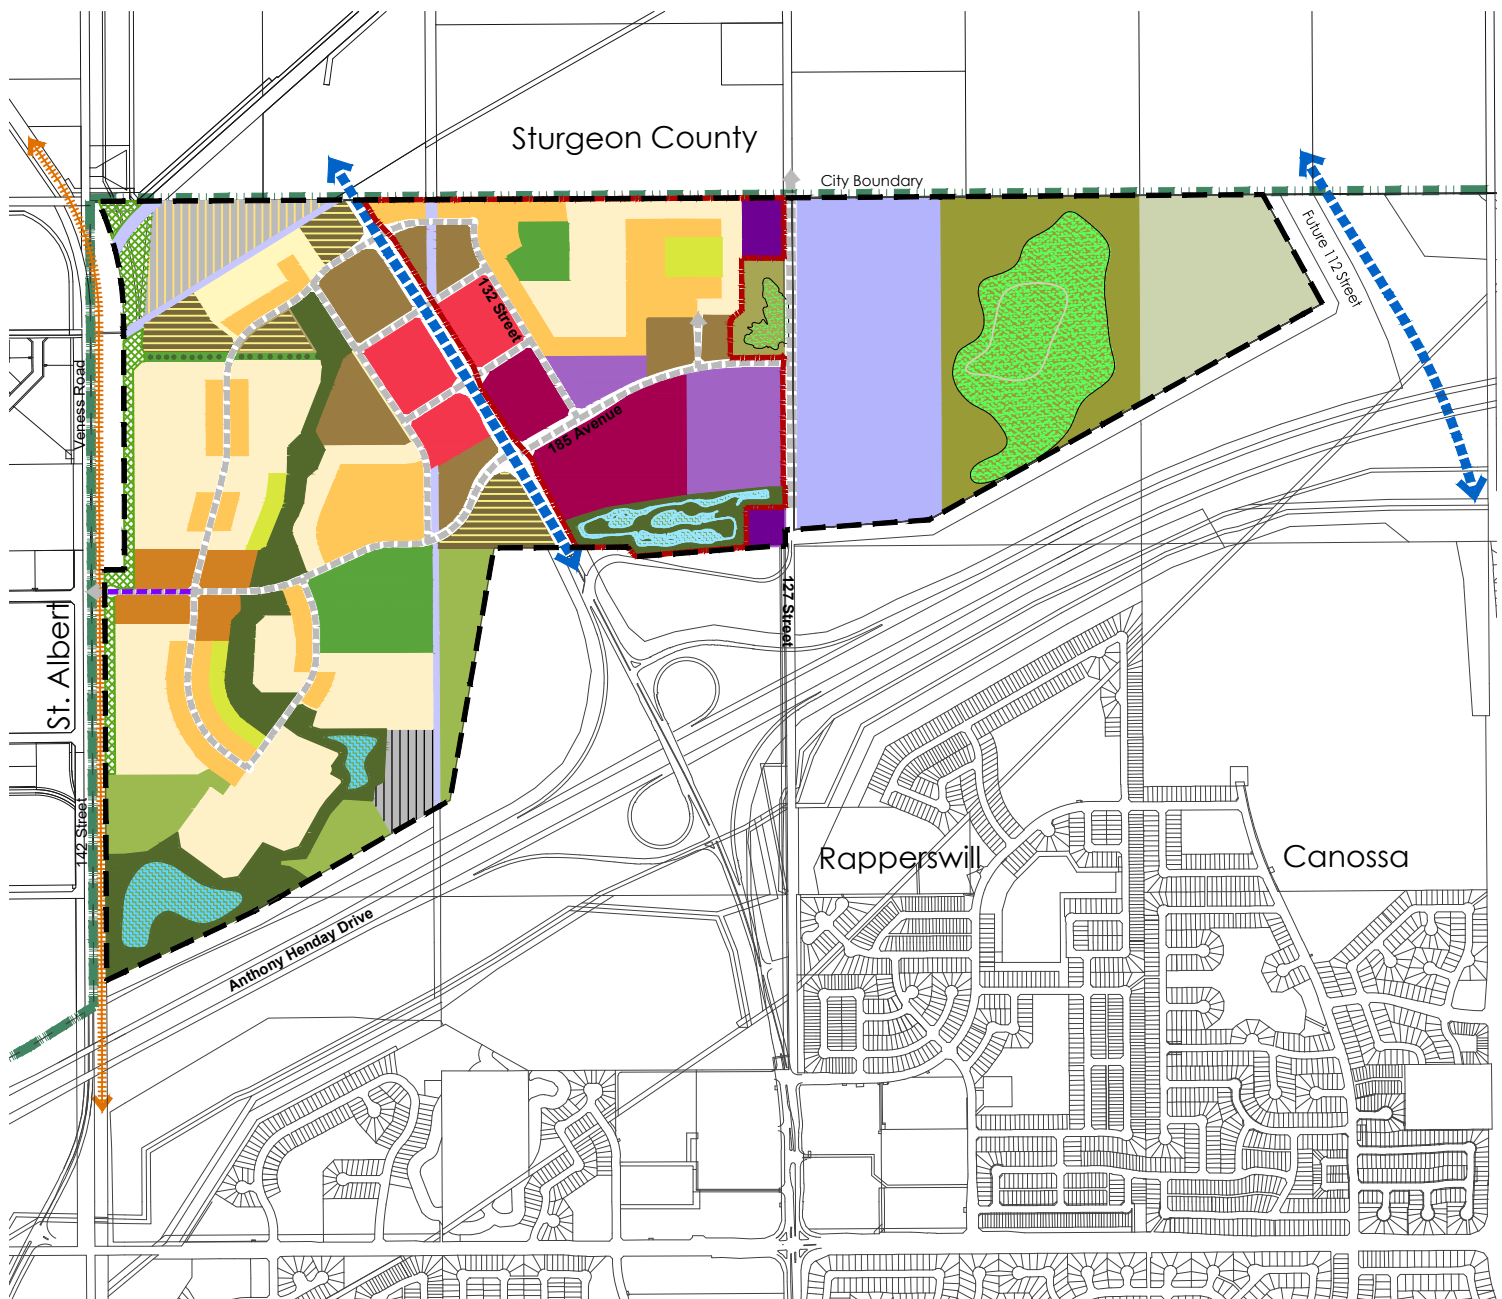 Sturgeon County
City Boundary
Future 112 Street
132 Street
Veness Road
185 Avenue
127 Street
St. Albert
142 Street
Rapperswill
Canossa
Anthony Henday Drive